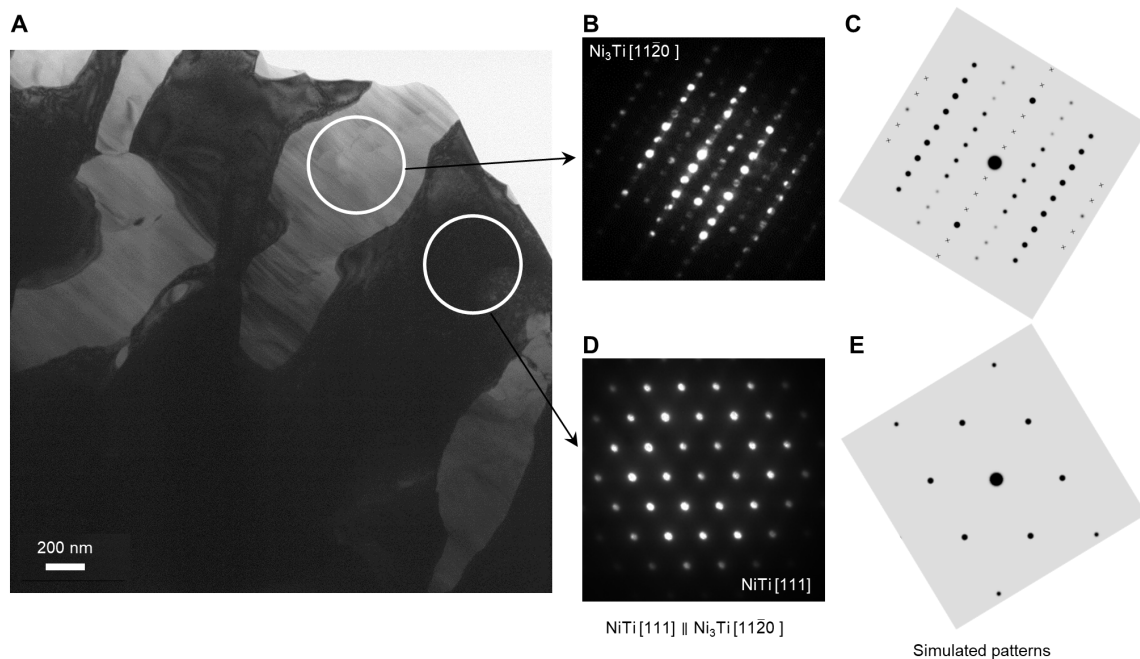 A
B
C
Ni₃Ti [112̄0]
200 nm
D
E
NiTi [111]
NiTi [111] ∥ Ni₃Ti [112̄0]
Simulated patterns